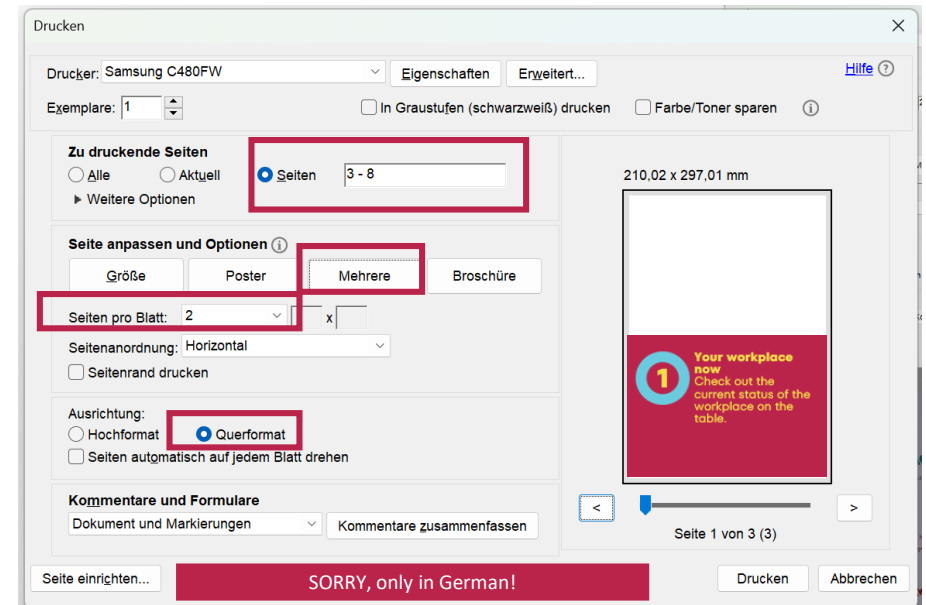 Drucken
Drucker: Samsung C480FW Eigenschaften Erweitert... Hilfe
Exemplare: 1 In Graustufen (schwarzweiß) drucken Farbe/Toner sparen
Zu druckende Seiten
Alle Aktuell Seiten 3 - 8
Weitere Optionen
210,02 x 297,01 mm
Seite anpassen und Optionen
Größe Poster Mehrere Broschüre
Seiten pro Blatt: 2 x
Seitenanordnung: Horizontal
Seitenrand drucken
Ausrichtung:
Hochformat Querformat
Seiten automatisch auf jedem Blatt drehen
1
Your workplace
now
Check out the
current status of the
workplace on the
table.
Kommentare und Formulare
Dokument und Markierungen Kommentare zusammenfassen
< >
Seite 1 von 3 (3)
Seite einrichten... SORRY, only in German! Drucken Abbrechen